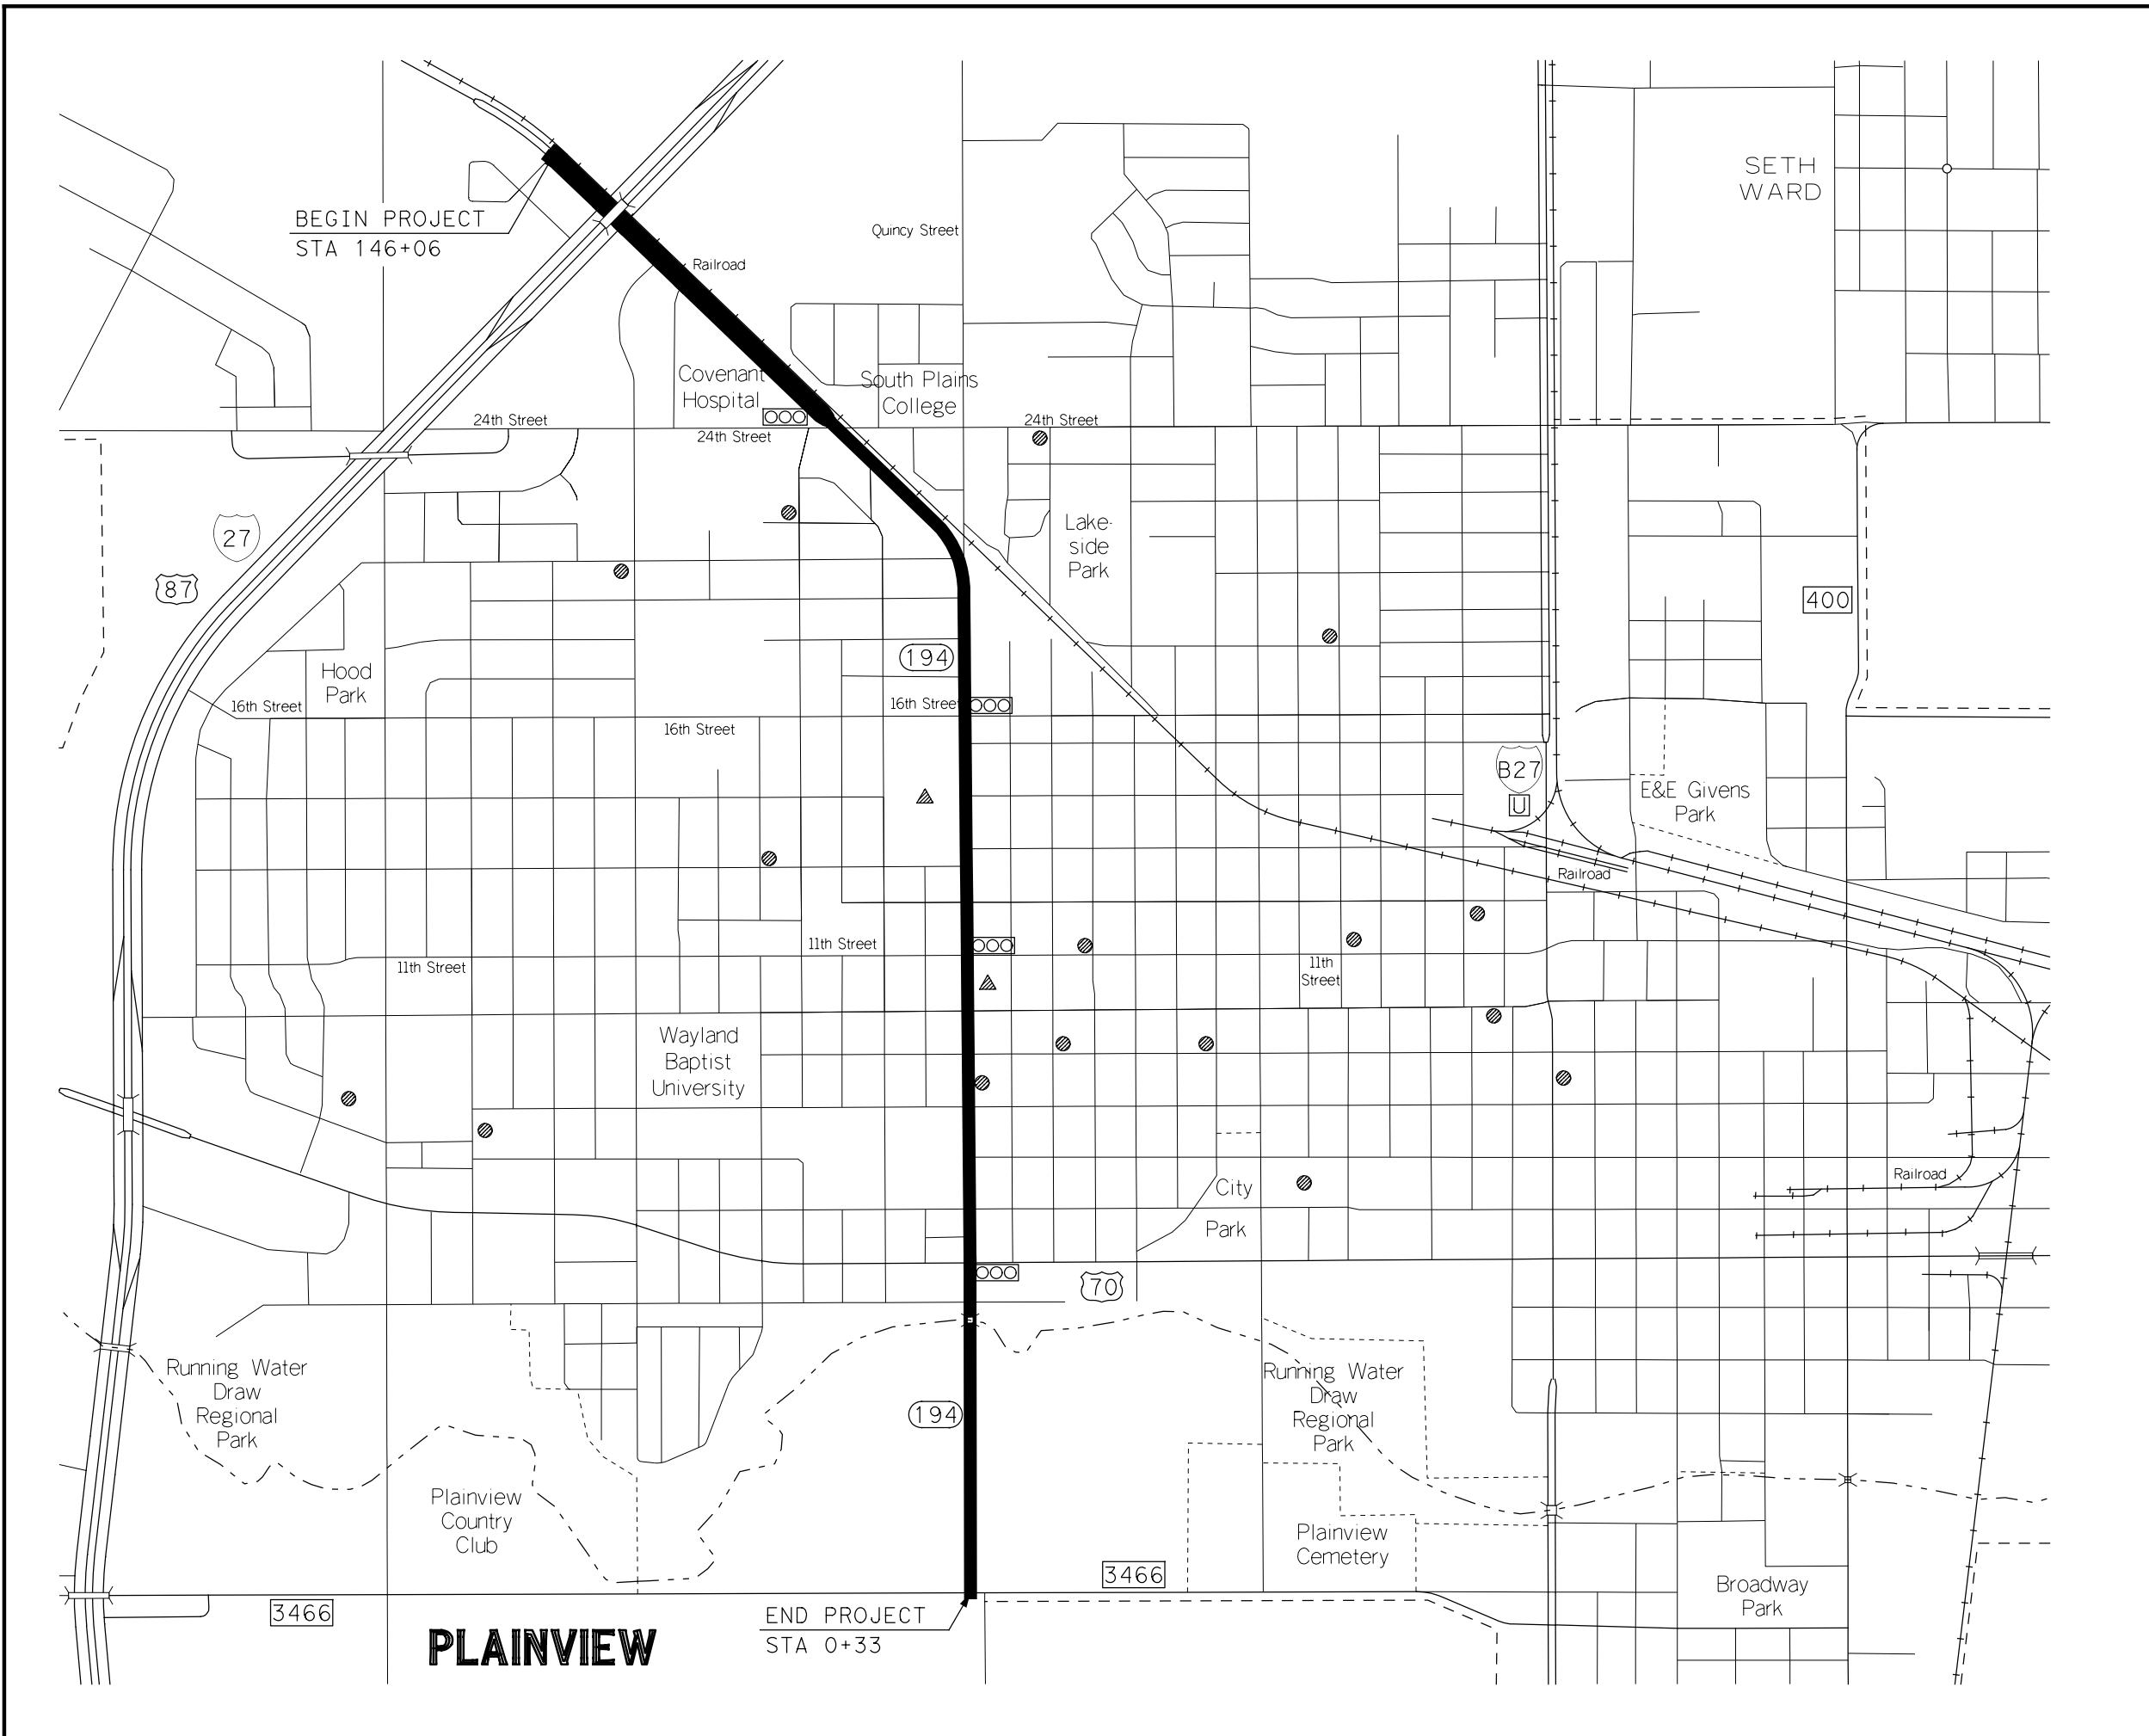 SETH
WARD
BEGIN PROJECT
STA 146+06
Quincy Street
Railroad
Covenant
Hospital
South Plains
College
24th Street
24th Street
24th Street
27
87
Lake-
side
Park
400
194
Hood
Park
16th Street
16th Street
16th Street
B27
U
E&E Givens
Park
Railroad
11th Street
11th Street
11th
Street
Wayland
Baptist
University
City
Park
Railroad
70
Running Water
Draw
Regional
Park
Running Water
Draw
Regional
Park
194
Plainview
Country
Club
Plainview
Cemetery
3466
Broadway
Park
3466
END PROJECT
STA 0+33
PLAINVIEW